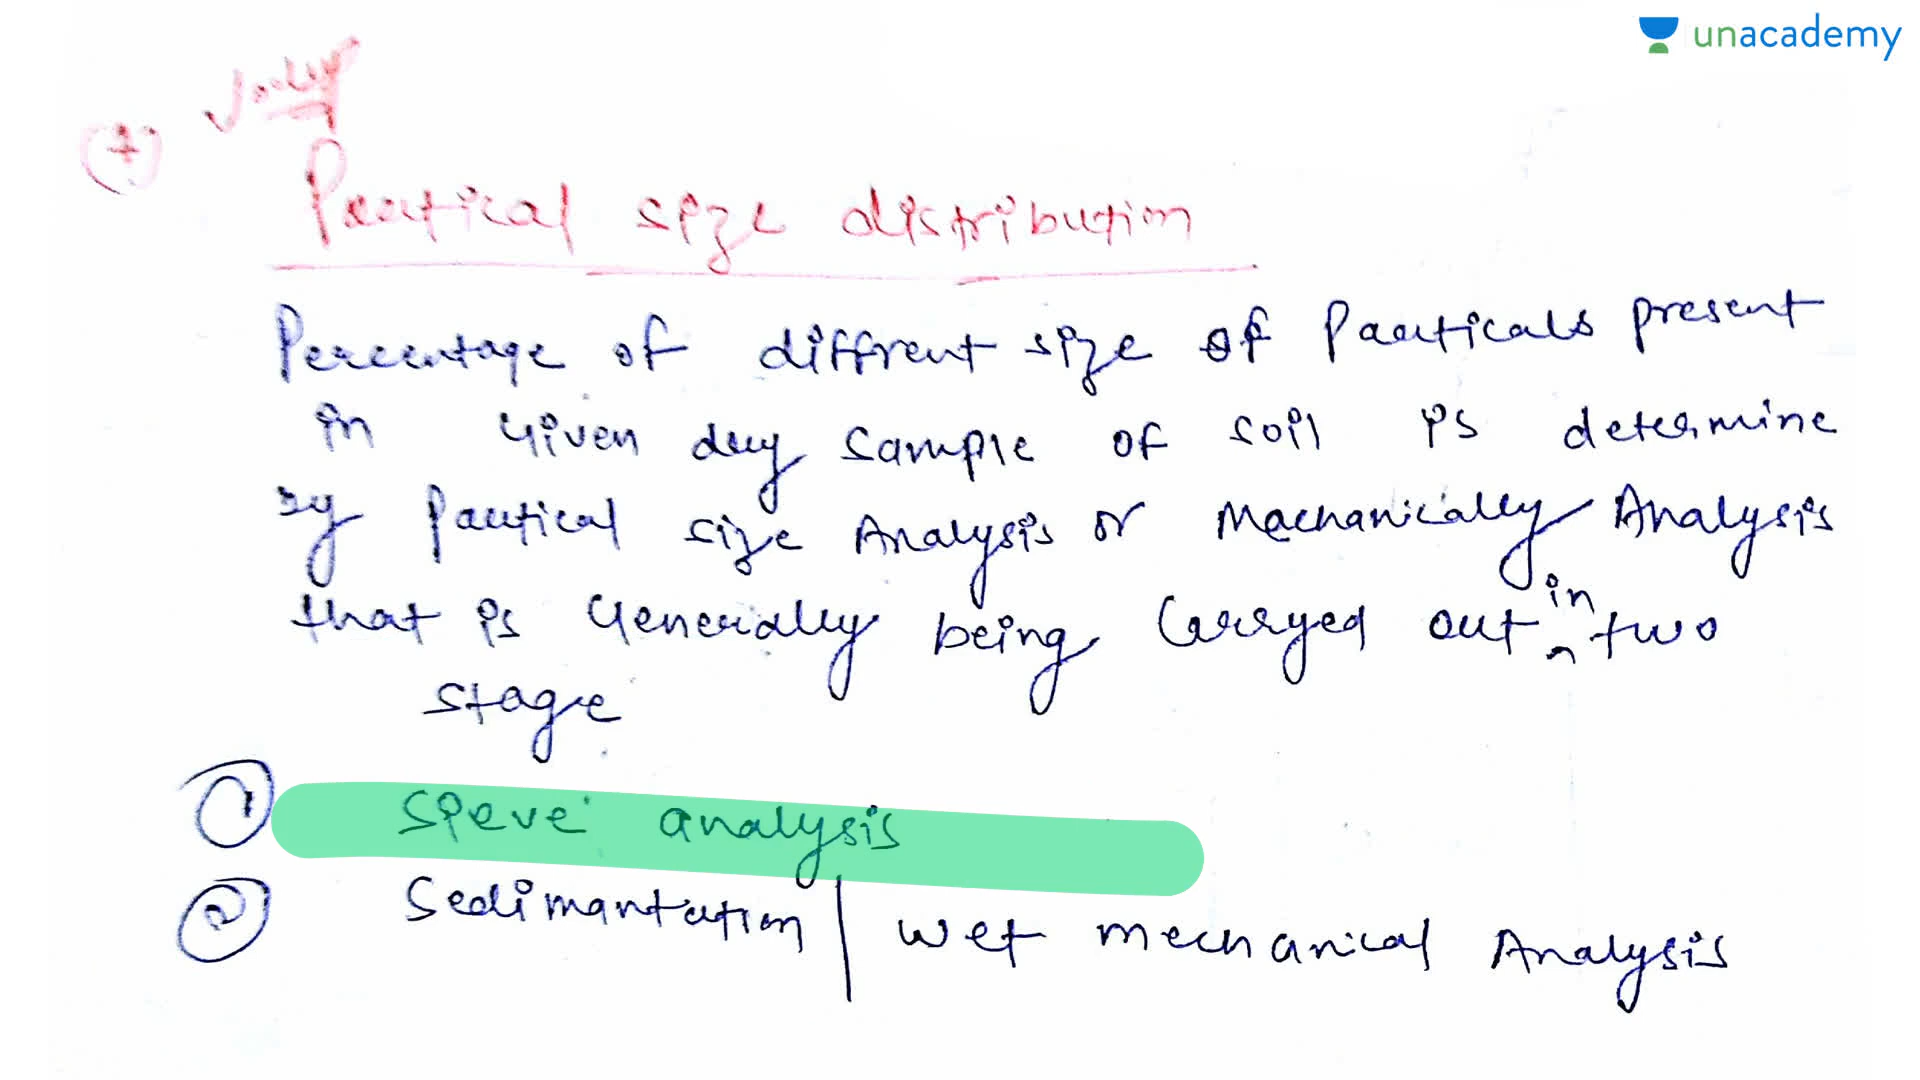 unacademy
Partical size distribution
Percentage of diffrent size of Particals present
in given dry sample of soil is determine
by Partical size Analysis or Machanically Analysis
that is Generally being Carryed out in two
stage
1 Sieve analysis
2 Sedimantation | wet mechanical Analysis